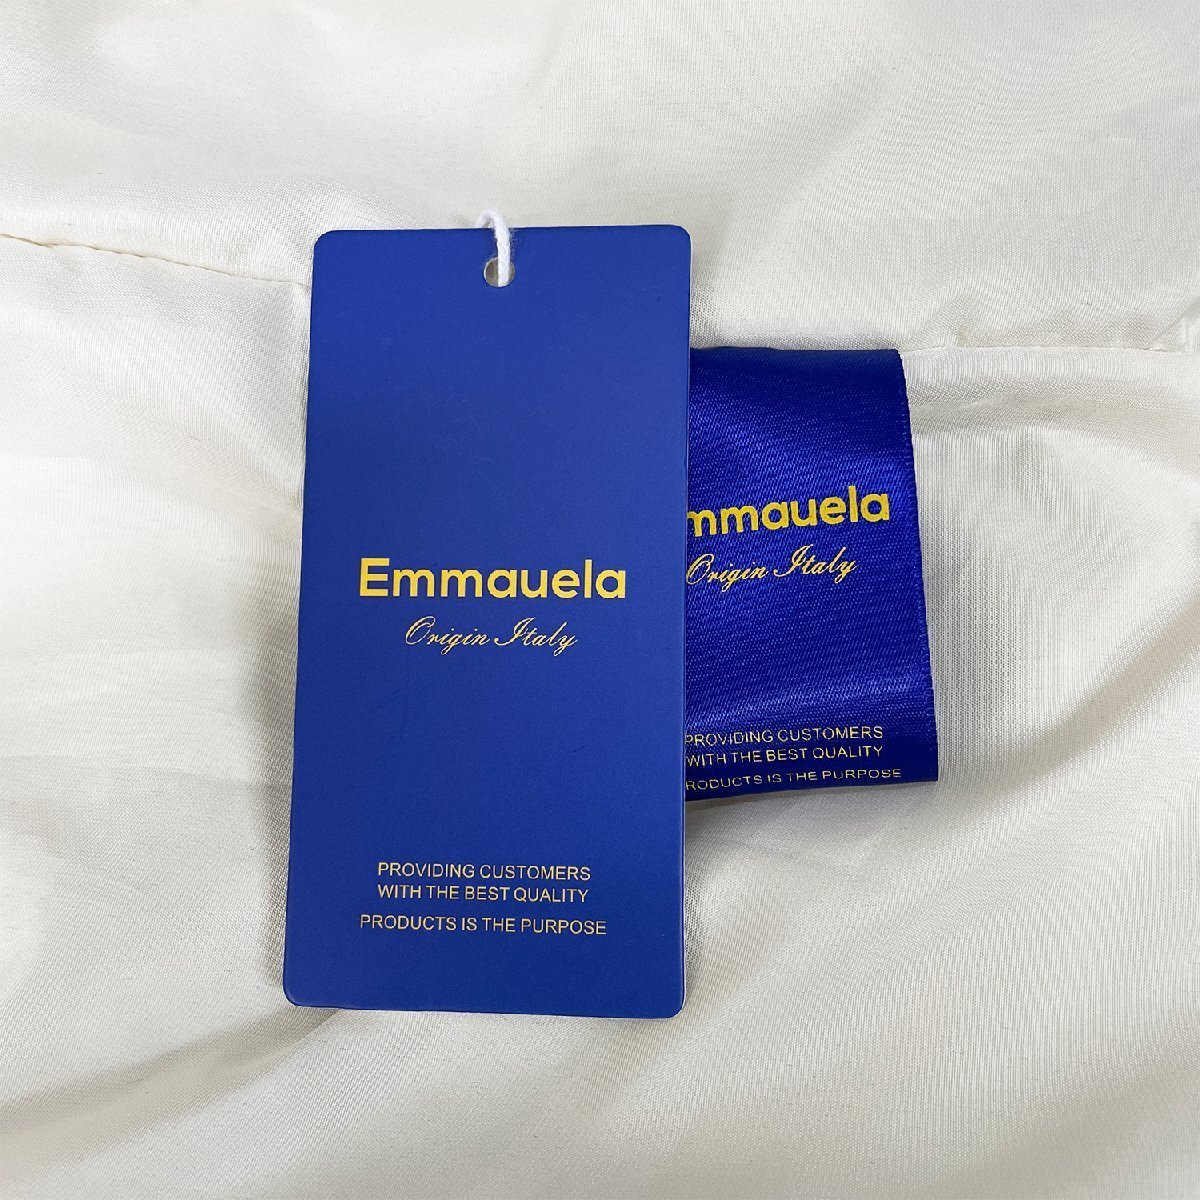 Emmauela
Origin Italy
PROVIDING CUSTOMERS
WITH THE BEST QUALITY
PRODUCTS IS THE PURPOSE
mmauela
Origin Italy
PROVIDING CUSTOMERS
WITH THE BEST QUALITY
RODUCTS IS THE PURPOSE